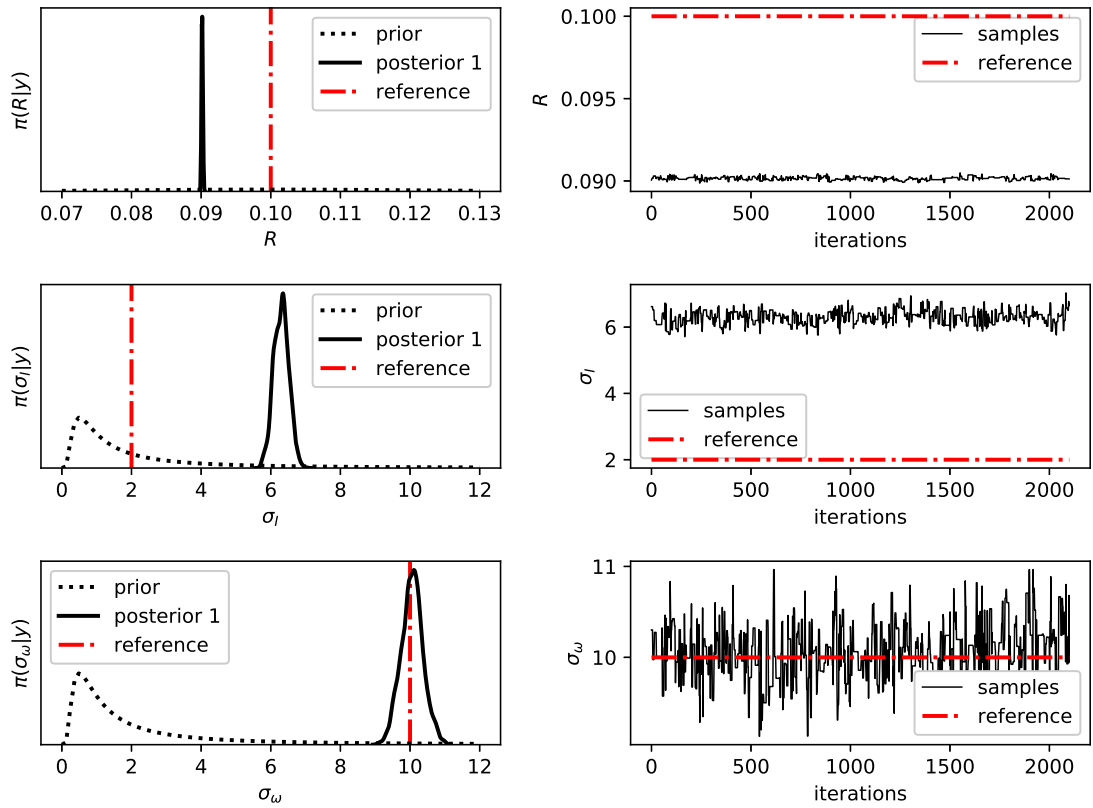 π(R|y)
prior
posterior 1
reference
0.07 0.08 0.09 0.10 0.11 0.12 0.13
R
R
0.100
0.095
0.090
samples
reference
0 500 1000 1500 2000
iterations
π(σ_l|y)
prior
posterior 1
reference
0 2 4 6 8 10 12
σ_l
σ_l
6
4
2
samples
reference
0 500 1000 1500 2000
iterations
π(σ_ω|y)
prior
posterior 1
reference
0 2 4 6 8 10 12
σ_ω
σ_ω
11
10
samples
reference
0 500 1000 1500 2000
iterations